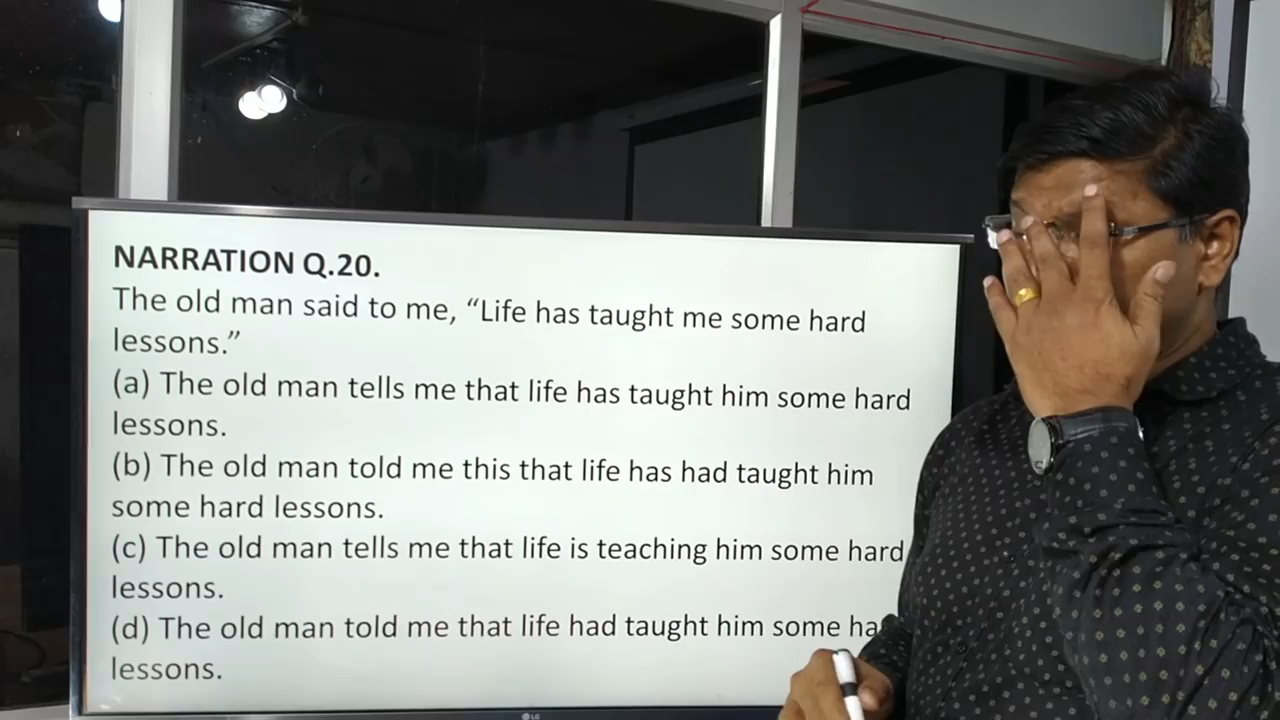 NARRATION Q.20.
The old man said to me, “Life has taught me some hard
lessons.”
(a) The old man tells me that life has taught him some hard
lessons.
(b) The old man told me this that life has had taught him
some hard lessons.
(c) The old man tells me that life is teaching him some hard
lessons.
(d) The old man told me that life had taught him some
lessons.
LG